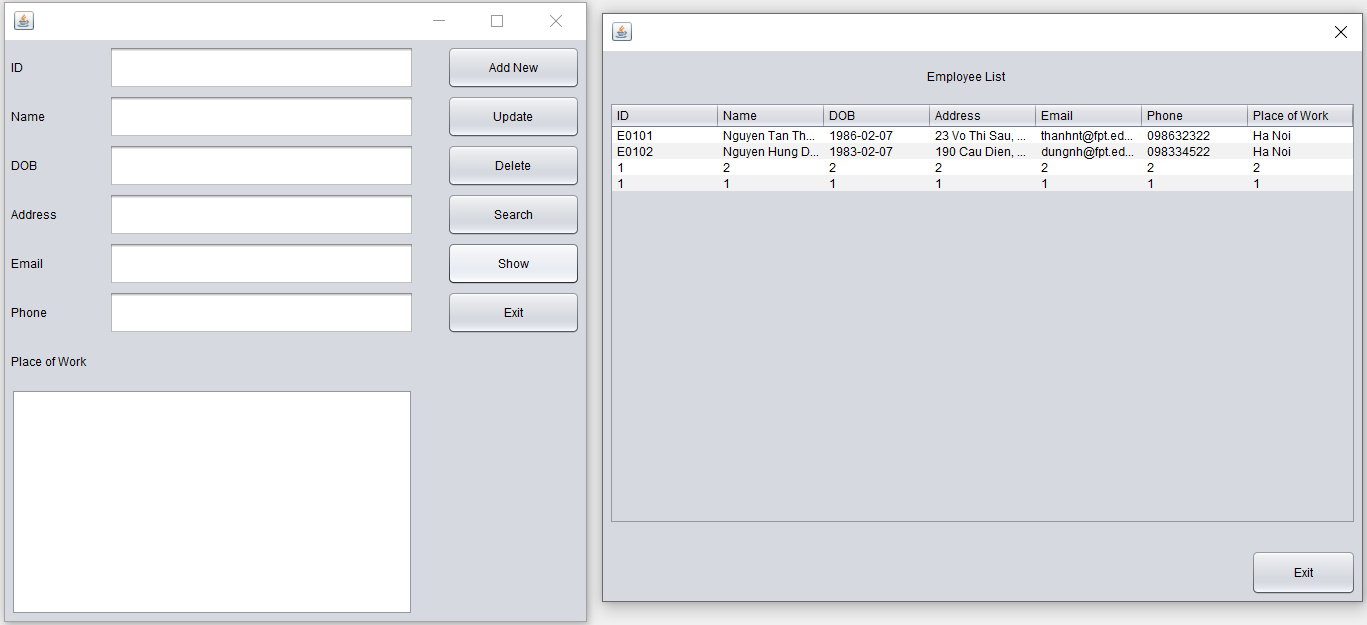 ID
Add New
Name
Update
DOB
Delete
Address
Search
Email
Show
Phone
Exit
Place of Work
Employee List
ID Name DOB Address Email Phone Place of Work
E0101 Nguyen Tan Th... 1986-02-07 23 Vo Thi Sau, ... thanhnt@fpt.ed... 098632322 Ha Noi
E0102 Nguyen Hung D... 1983-02-07 190 Cau Dien, ... dungnh@fpt.ed... 098334522 Ha Noi
1 2 2 2 2 2 2
1 1 1 1 1 1 1
Exit